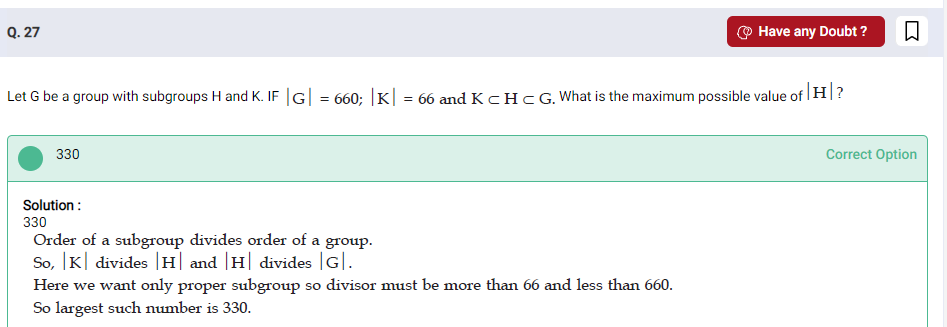 Q. 27
Have any Doubt ?
Let G be a group with subgroups H and K. IF |G| = 660; |K| = 66 and K ⊂ H ⊂ G. What is the maximum possible value of |H|?
330
Correct Option
Solution :
330
Order of a subgroup divides order of a group.
So, |K| divides |H| and |H| divides |G|.
Here we want only proper subgroup so divisor must be more than 66 and less than 660.
So largest such number is 330.